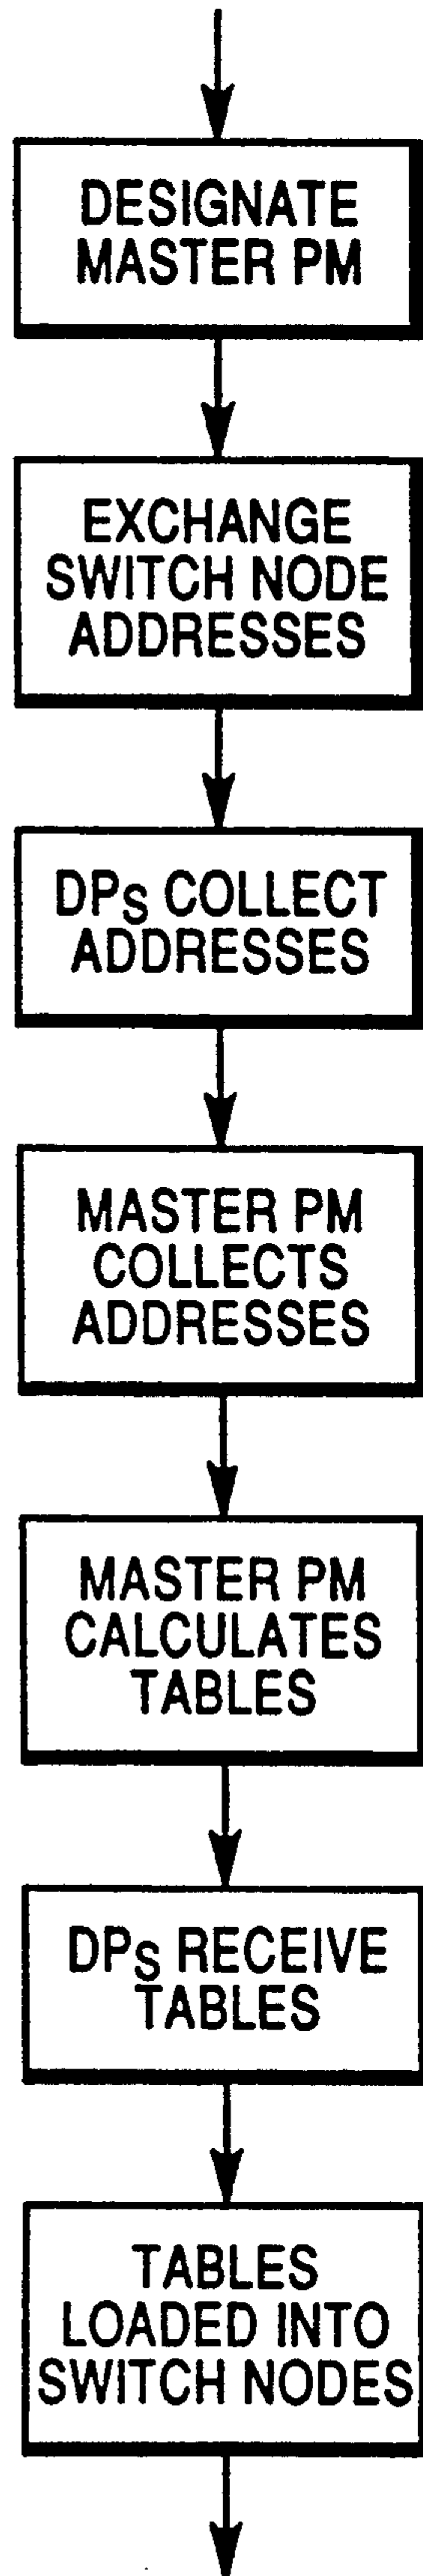 DESIGNATE
MASTER PM
EXCHANGE
SWITCH NODE
ADDRESSES
DPS COLLECT
ADDRESSES
MASTER PM
COLLECTS
ADDRESSES
MASTER PM
CALCULATES
TABLES
DPS RECEIVE
TABLES
TABLES
LOADED INTO
SWITCH NODES